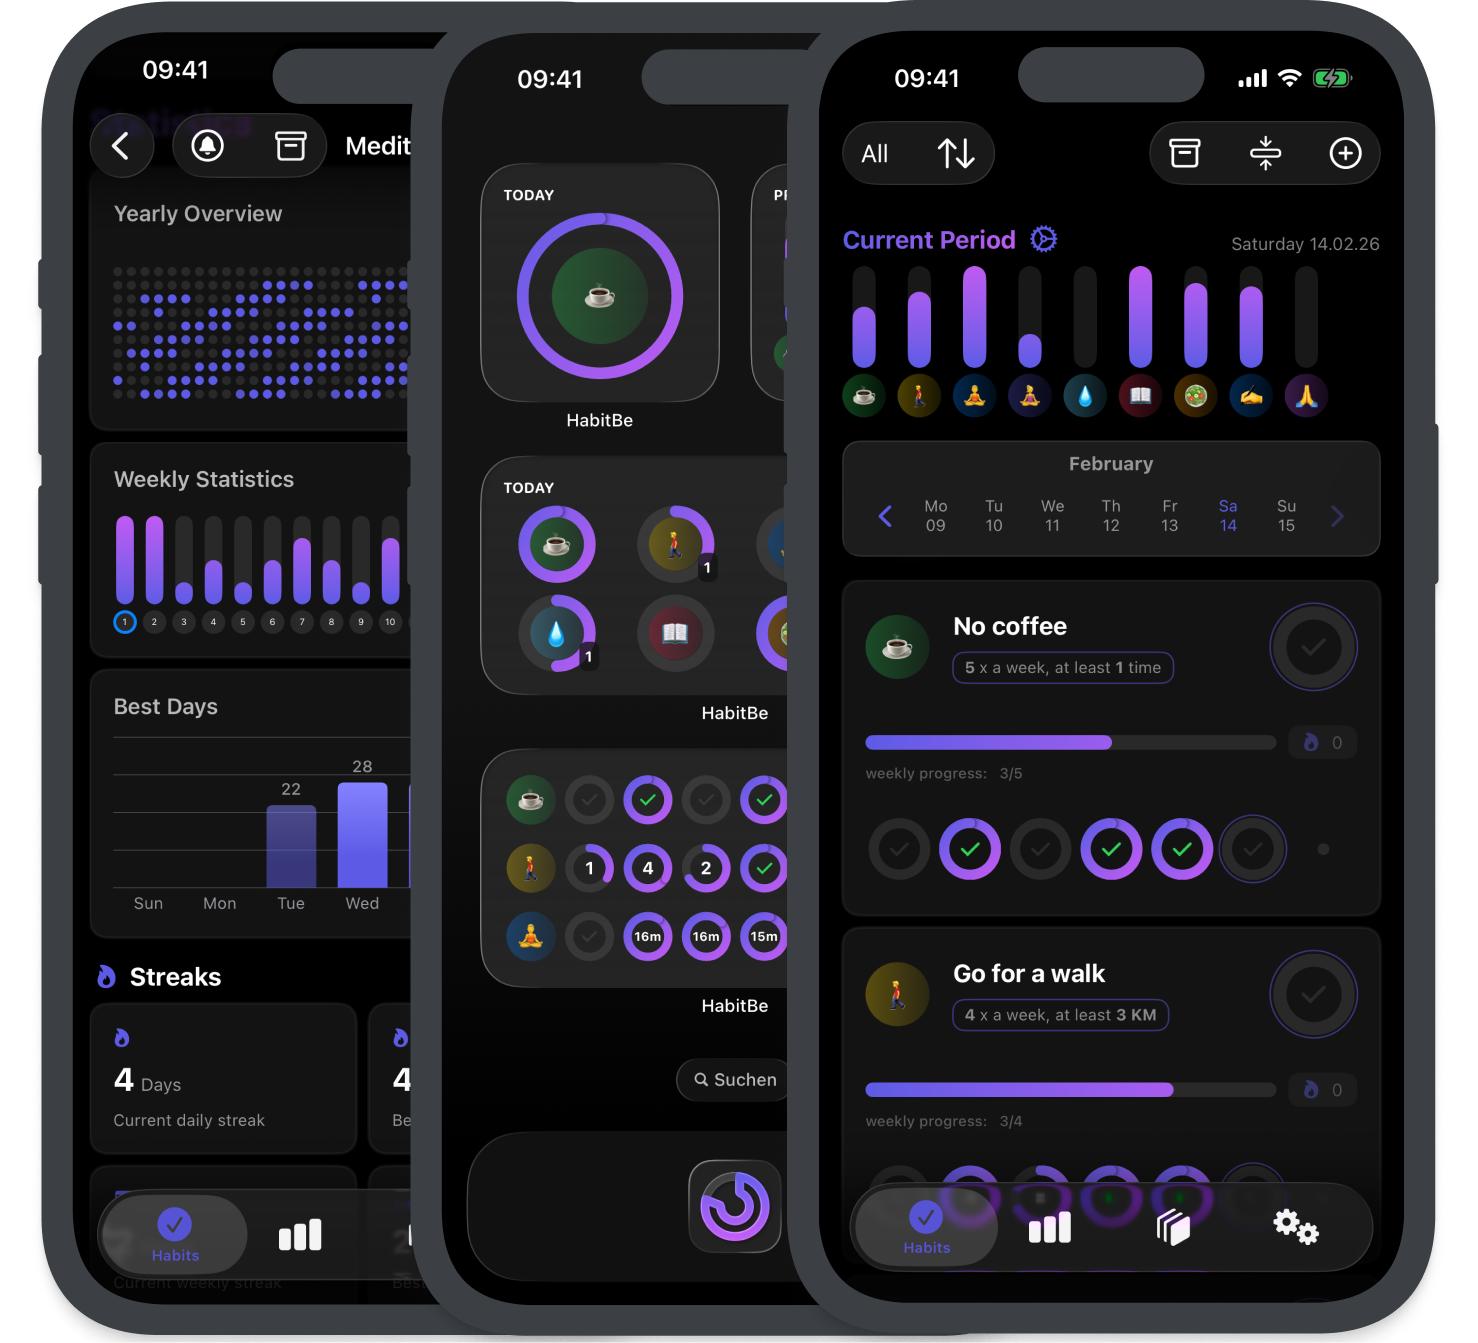 09:41
Statistics
Medit
Yearly Overview
Weekly Statistics
1 2 3 4 5 6 7 8 9 10
Best Days
28
22
Sun Mon Tue Wed
Streaks
4 Days
Current daily streak
4
Be
2
Habits
Current weekly streak
Bes
09:41
TODAY
HabitBe
TODAY
1
1
HabitBe
1 4 2
16m 16m 15m
HabitBe
Suchen
09:41
All
Current Period
Saturday 14.02.26
February
Mo Tu We Th Fr Sa Su
09 10 11 12 13 14 15
No coffee
5 x a week, at least 1 time
0
weekly progress: 3/5
Go for a walk
4 x a week, at least 3 KM
0
weekly progress: 3/4
Habits